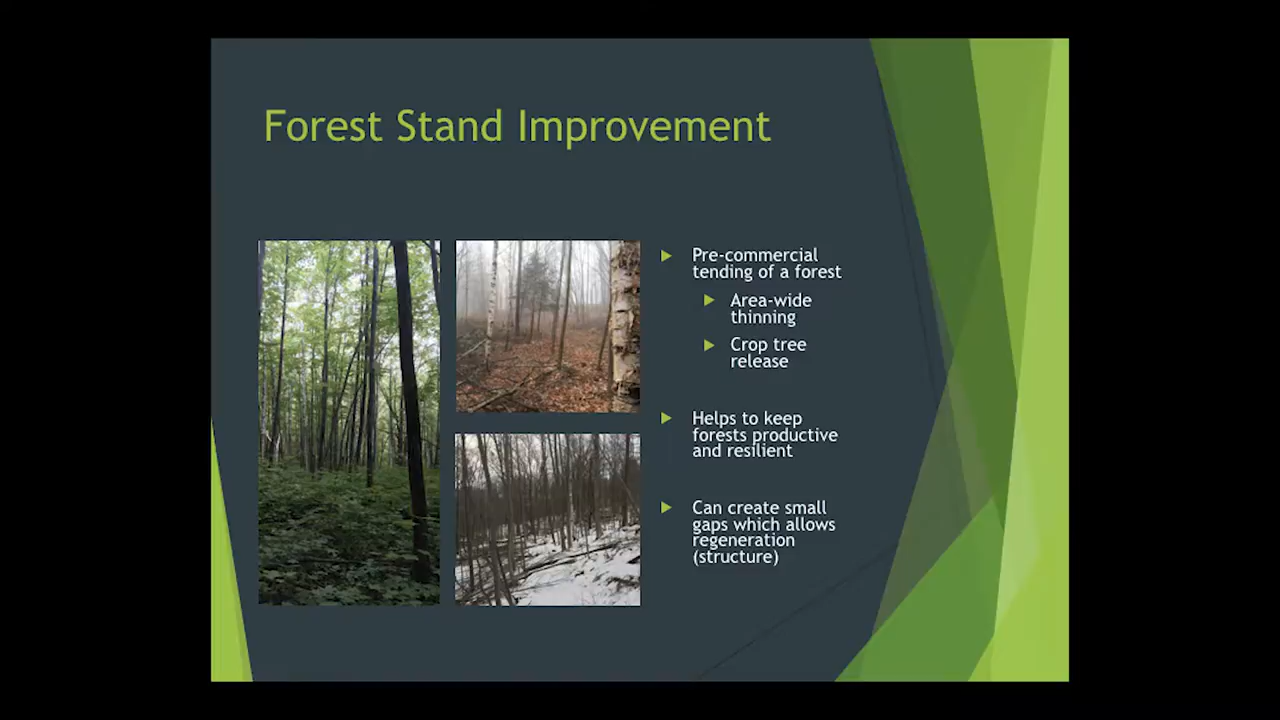 Forest Stand Improvement
Pre-commercial
tending of a forest
Area-wide
thinning
Crop tree
release
Helps to keep
forests productive
and resilient
Can create small
gaps which allows
regeneration
(structure)